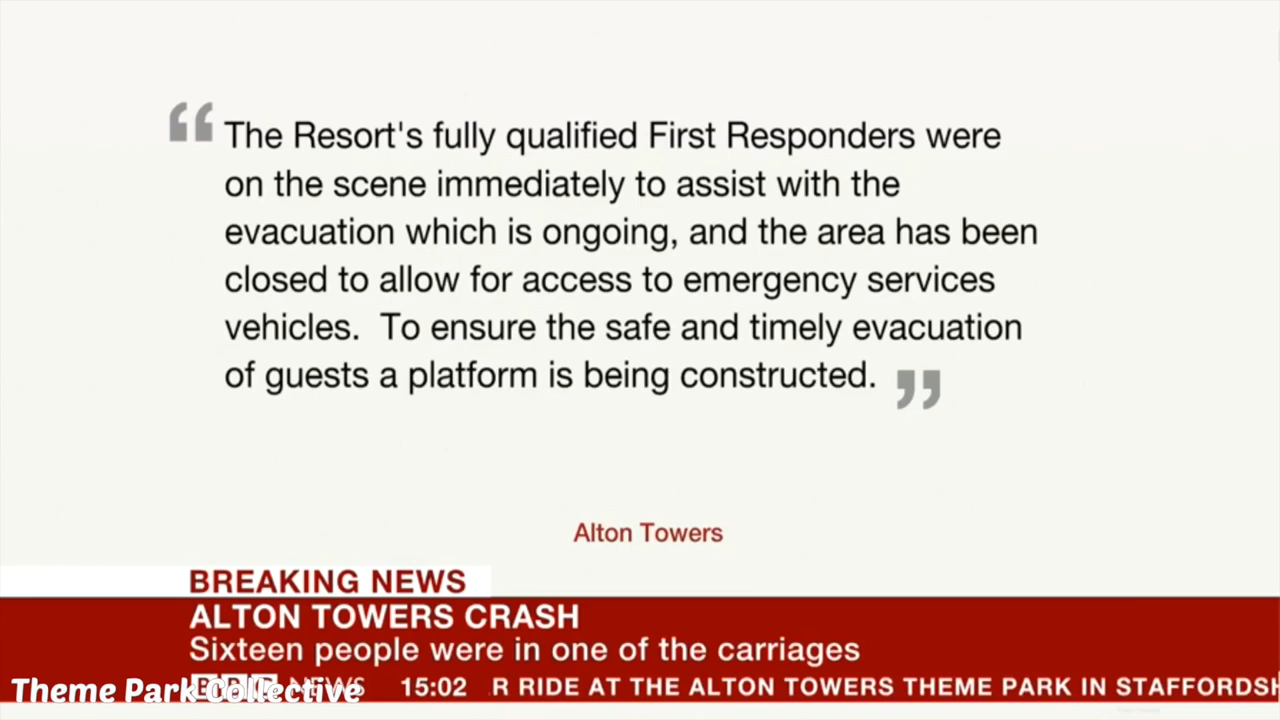 “ The Resort's fully qualified First Responders were
on the scene immediately to assist with the
evacuation which is ongoing, and the area has been
closed to allow for access to emergency services
vehicles.  To ensure the safe and timely evacuation
of guests a platform is being constructed. ”
Alton Towers
BREAKING NEWS
ALTON TOWERS CRASH
Sixteen people were in one of the carriages
BBC NEWS 15:02 R RIDE AT THE ALTON TOWERS THEME PARK IN STAFFORDSH
Theme Park Collective